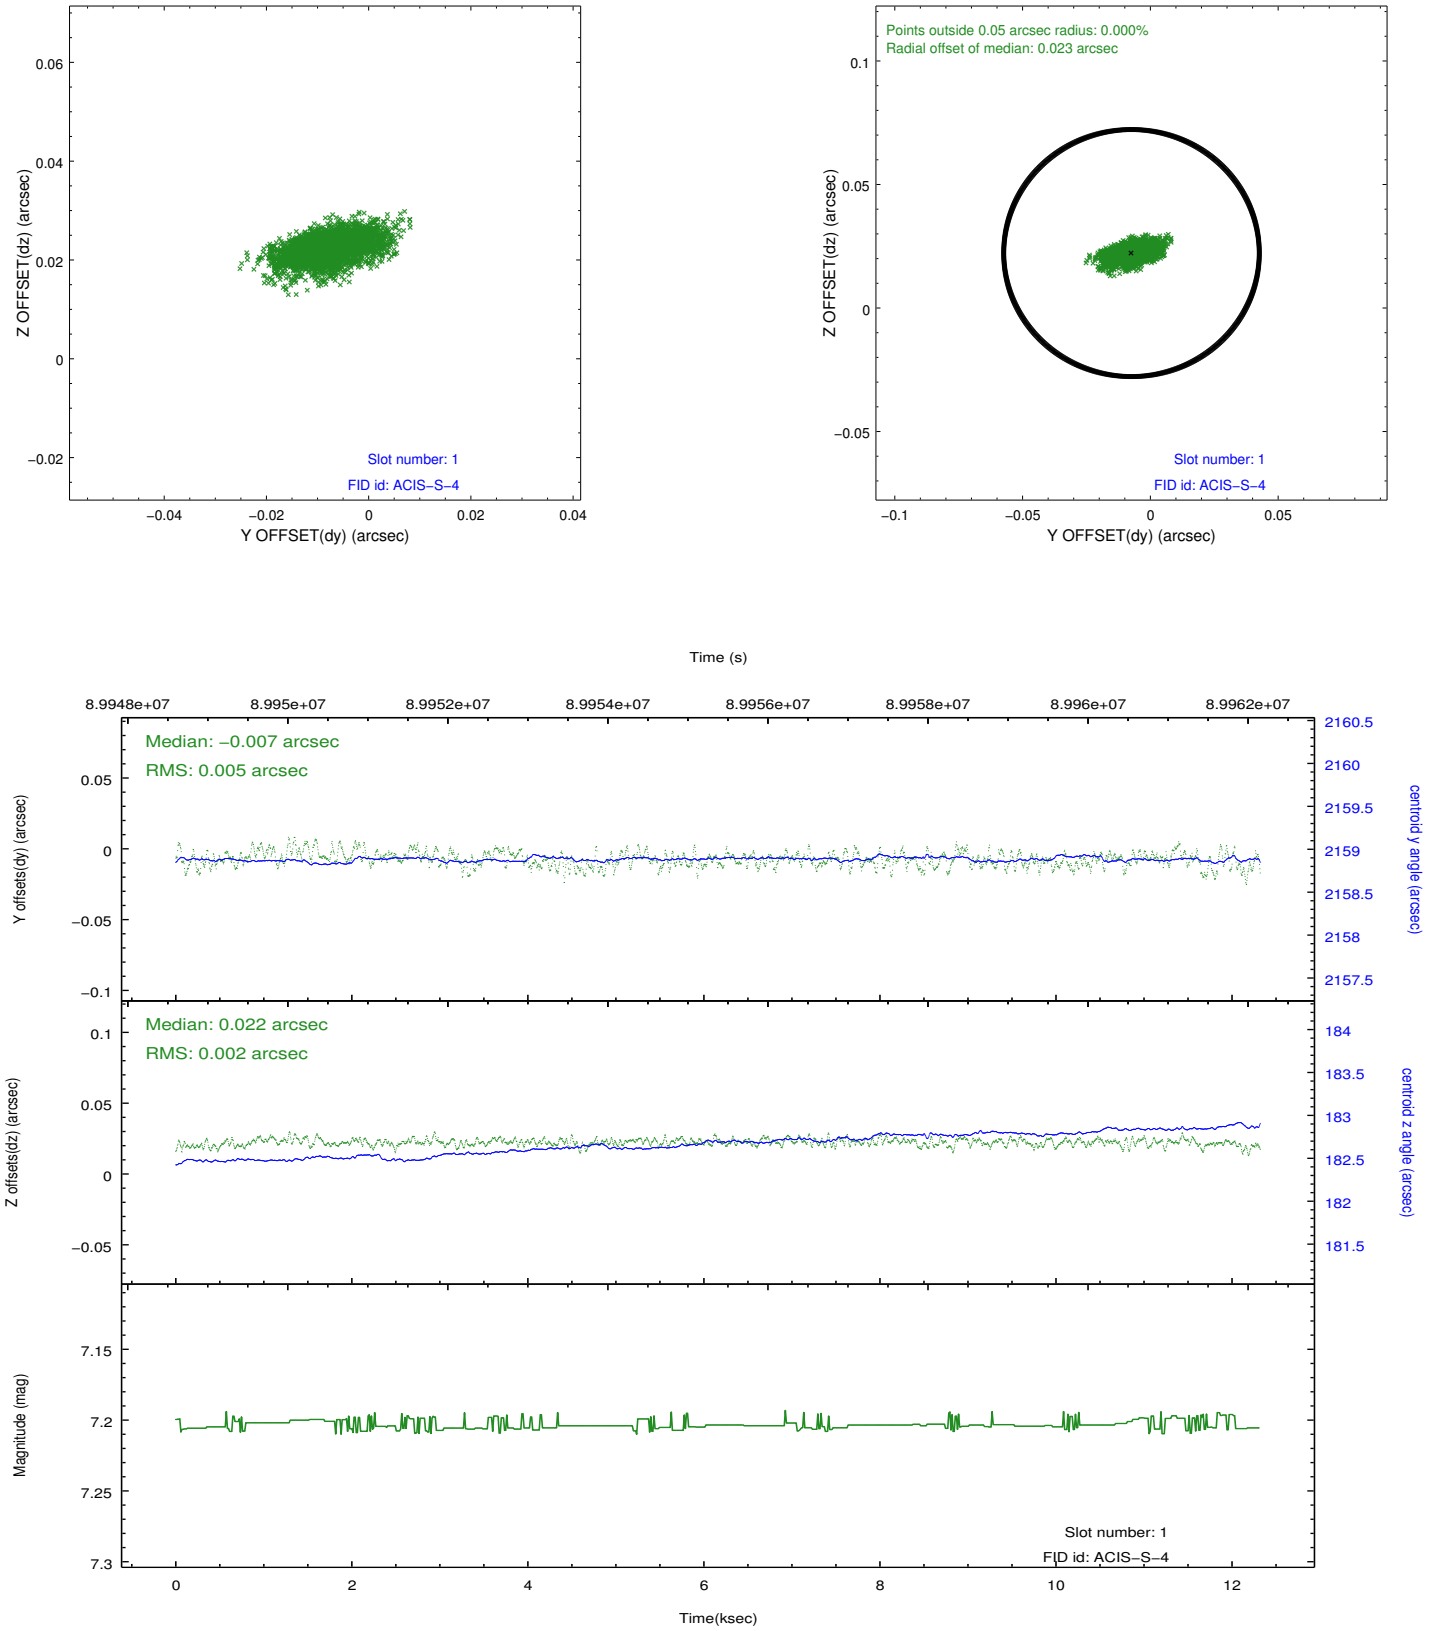 0.06
0.04
0.02
0
−0.02
Z OFFSET(dz) (arcsec)
Slot number: 1
FID id: ACIS−S−4
−0.04 −0.02 0 0.02 0.04
Y OFFSET(dy) (arcsec)
Points outside 0.05 arcsec radius: 0.000%
Radial offset of median: 0.023 arcsec
0.1
0.05
0
−0.05
Z OFFSET(dz) (arcsec)
Slot number: 1
FID id: ACIS−S−4
−0.1 −0.05 0 0.05
Y OFFSET(dy) (arcsec)
Time (s)
8.9948e+07 8.995e+07 8.9952e+07 8.9954e+07 8.9956e+07 8.9958e+07 8.996e+07 8.9962e+07
Median: −0.007 arcsec
RMS: 0.005 arcsec
0.05
0
−0.05
−0.1
Y offsets(dy) (arcsec)
2160.5
2160
2159.5
2159
2158.5
2158
2157.5
centroid y angle (arcsec)
Median: 0.022 arcsec
RMS: 0.002 arcsec
0.1
0.05
0
−0.05
Z offsets(dz) (arcsec)
184
183.5
183
182.5
182
181.5
centroid z angle (arcsec)
7.15
7.2
7.25
7.3
Magnitude (mag)
Slot number: 1
FID id: ACIS−S−4
0 2 4 6 8 10 12
Time(ksec)